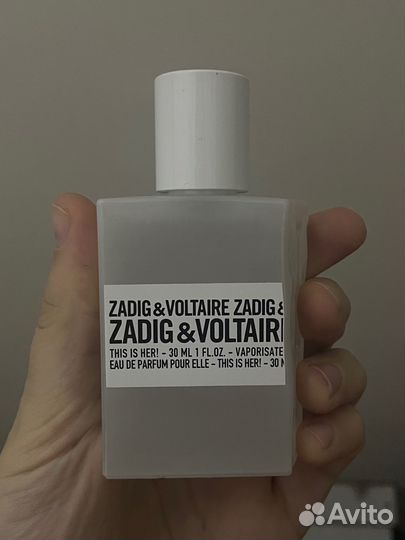 ZADIG & VOLTAIRE ZADIG &
ZADIG & VOLTAIRE
THIS IS HER! - 30 ML 1 FL.OZ. - VAPORISATE
EAU DE PARFUM POUR ELLE - THIS IS HER! - 30 M
Avito